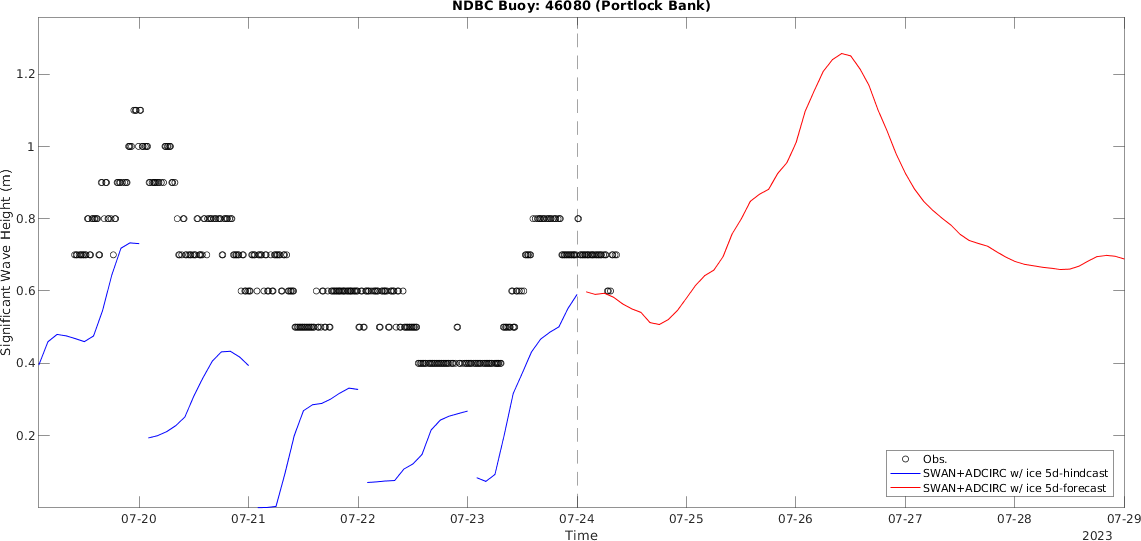 NDBC Buoy: 46080 (Portlock Bank)
Significant Wave Height (m)
1.2
1
0.8
0.6
0.4
0.2
Obs.
SWAN+ADCIRC w/ ice 5d-hindcast
SWAN+ADCIRC w/ ice 5d-forecast
07-20 07-21 07-22 07-23 07-24 07-25 07-26 07-27 07-28 07-29
Time
2023